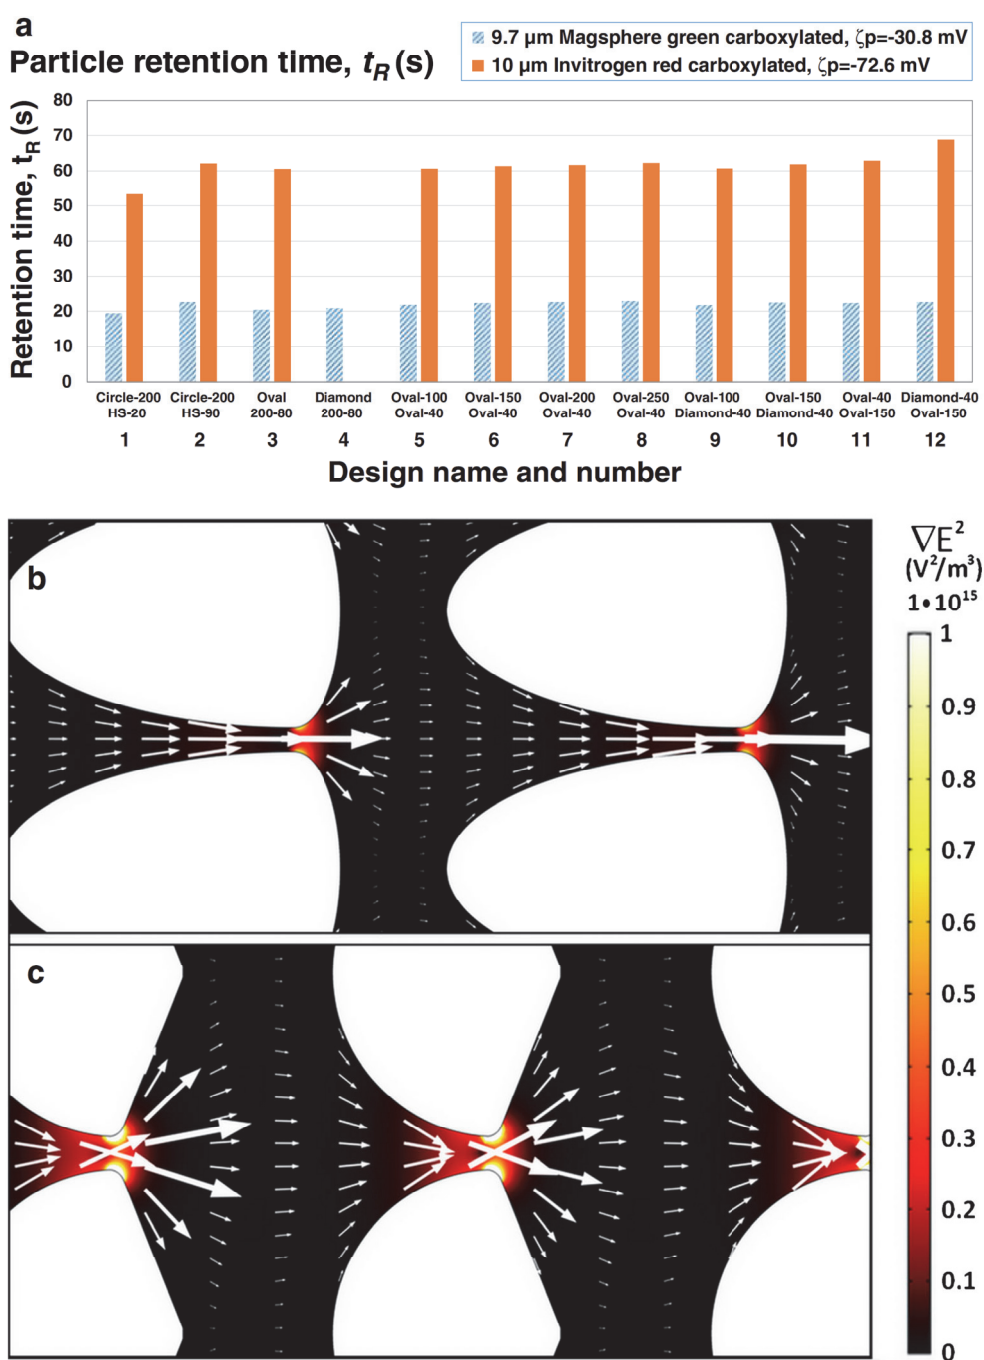 a
Particle retention time, tR (s)
9.7 µm Magsphere green carboxylated, ζp=-30.8 mV
10 µm Invitrogen red carboxylated, ζp=-72.6 mV
Retention time, tR (s)
80
70
60
50
40
30
20
10
0
Circle-200 Circle-200 Oval Diamond Oval-100 Oval-150 Oval-200 Oval-250 Oval-100 Oval-150 Oval-40 Diamond-40
HS-20 HS-90 200-60 200-60 Oval-40 Oval-40 Oval-40 Oval-40 Diamond-40 Diamond-40 Oval-150 Oval-150
1 2 3 4 5 6 7 8 9 10 11 12
Design name and number
b
c
∇E²
(V²/m³)
1•10¹⁵
1
0.9
0.8
0.7
0.6
0.5
0.4
0.3
0.2
0.1
0